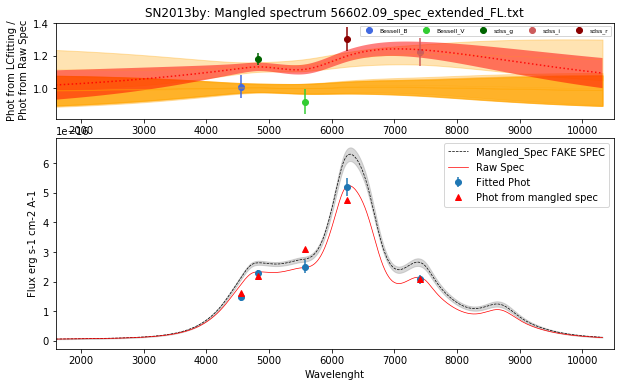 SN2013by: Mangled spectrum 56602.09_spec_extended_FL.txt
Phot from LCfitting /
Phot from Raw Spec
1.4
1.2
1.0
Bessell_B
Bessell_V
sdss_g
sdss_i
sdss_r
2000 3000 4000 5000 6000 7000 8000 9000 10000
1e−16
Flux erg s-1 cm-2 A-1
6
5
4
3
2
1
0
Mangled_Spec FAKE SPEC
Raw Spec
Fitted Phot
Phot from mangled spec
2000 3000 4000 5000 6000 7000 8000 9000 10000
Wavelenght